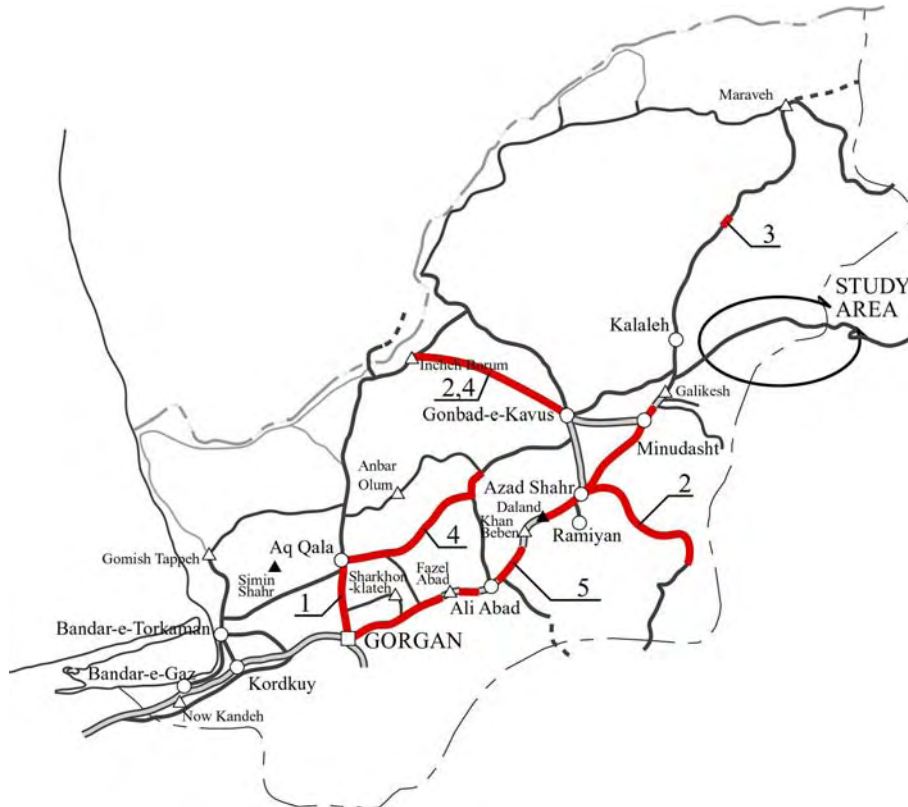 Maraveh
3
STUDY
AREA
Kalaleh
Incheh Borum
2,4
Galikesh
Gonbad-e-Kavus
Minudasht
Anbar
Olum
Azad Shahr
2
Daland
Khan
Beben
Ramiyan
4
Gomish Tappeh
Aq Qala
Simin
Shahr
Sharkhon
-klateh
Fazel
Abad
5
1
Ali Abad
Bandar-e-Torkaman
GORGAN
Bandar-e-Gaz
Kordkuy
Now Kandeh